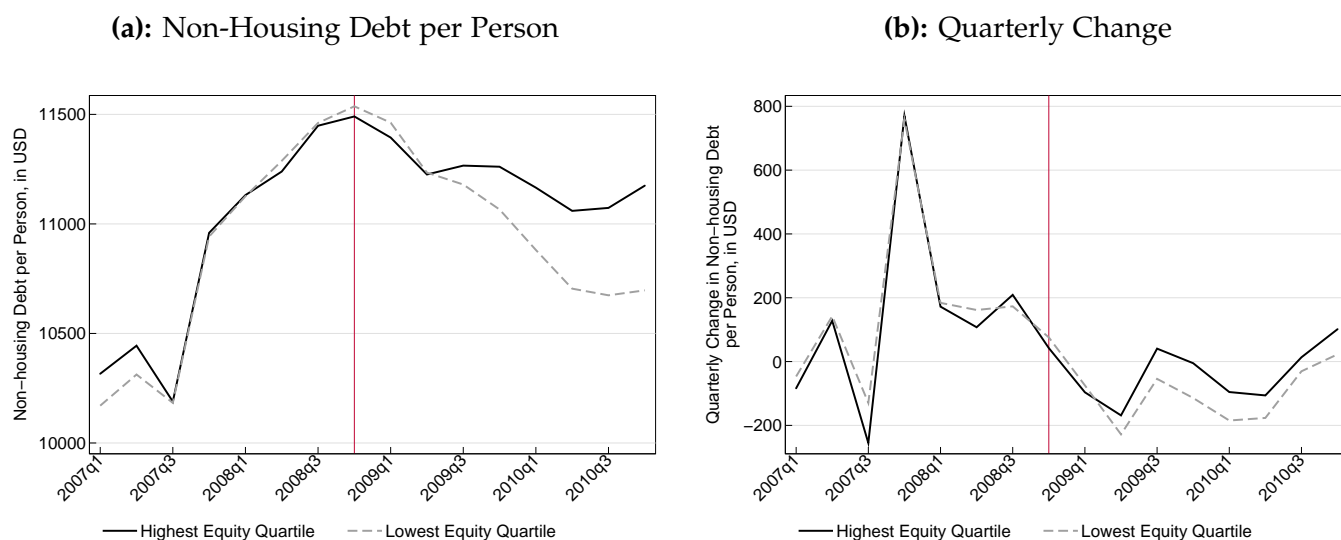 (a): Non-Housing Debt per Person
Non−housing Debt per Person, in USD
11500
11000
10500
10000
2007q1
2007q3
2008q1
2008q3
2009q1
2009q3
2010q1
2010q3
Highest Equity Quartile
Lowest Equity Quartile
(b): Quarterly Change
Quarterly Change in Non−housing Debt
per Person, in USD
800
600
400
200
0
−200
2007q1
2007q3
2008q1
2008q3
2009q1
2009q3
2010q1
2010q3
Highest Equity Quartile
Lowest Equity Quartile